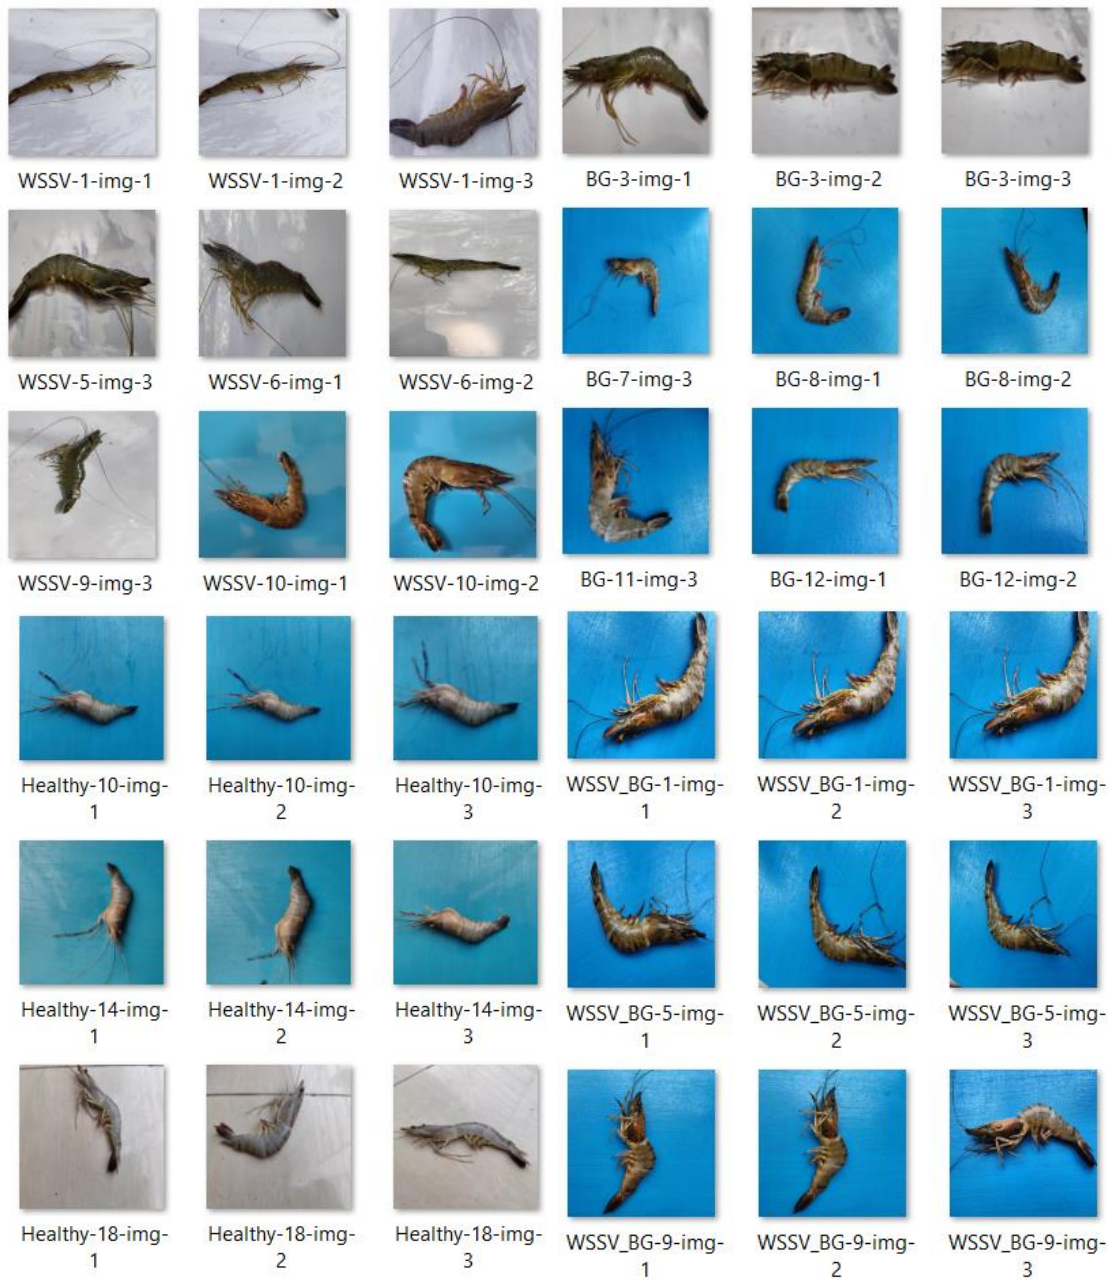 WSSV-1-img-1
WSSV-1-img-2
WSSV-1-img-3
BG-3-img-1
BG-3-img-2
BG-3-img-3
WSSV-5-img-3
WSSV-6-img-1
WSSV-6-img-2
BG-7-img-3
BG-8-img-1
BG-8-img-2
WSSV-9-img-3
WSSV-10-img-1
WSSV-10-img-2
BG-11-img-3
BG-12-img-1
BG-12-img-2
Healthy-10-img-
1
Healthy-10-img-
2
Healthy-10-img-
3
WSSV_BG-1-img-
1
WSSV_BG-1-img-
2
WSSV_BG-1-img-
3
Healthy-14-img-
1
Healthy-14-img-
2
Healthy-14-img-
3
WSSV_BG-5-img-
1
WSSV_BG-5-img-
2
WSSV_BG-5-img-
3
Healthy-18-img-
1
Healthy-18-img-
2
Healthy-18-img-
3
WSSV_BG-9-img-
1
WSSV_BG-9-img-
2
WSSV_BG-9-img-
3